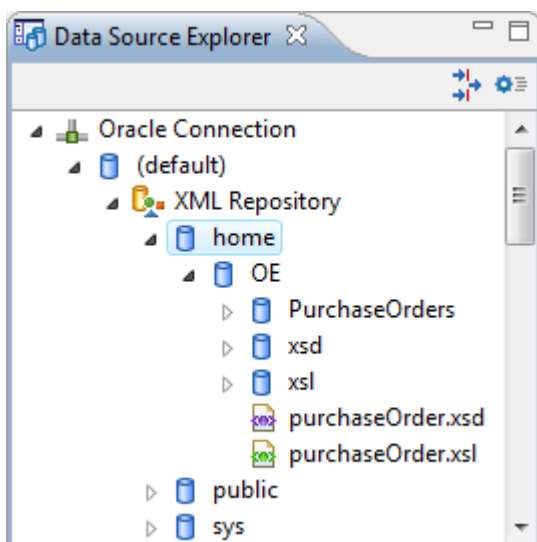 Data Source Explorer
Oracle Connection
(default)
XML Repository
home
OE
PurchaseOrders
xsd
xsl
purchaseOrder.xsd
purchaseOrder.xsl
public
sys